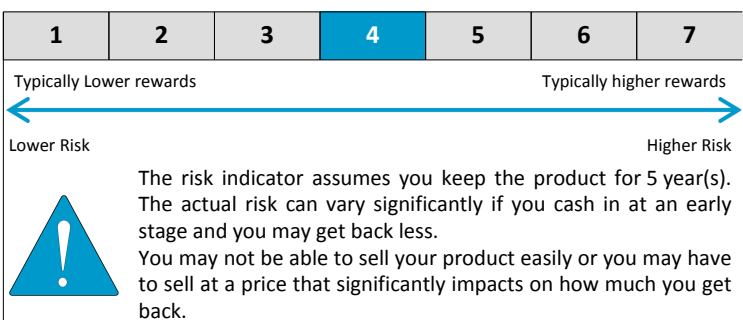 1 2 3 4 5 6 7
Typically Lower rewards Typically higher rewards
Lower Risk Higher Risk
The risk indicator assumes you keep the product for 5 year(s).
The actual risk can vary significantly if you cash in at an early
stage and you may get back less.
You may not be able to sell your product easily or you may have
to sell at a price that significantly impacts on how much you get
back.